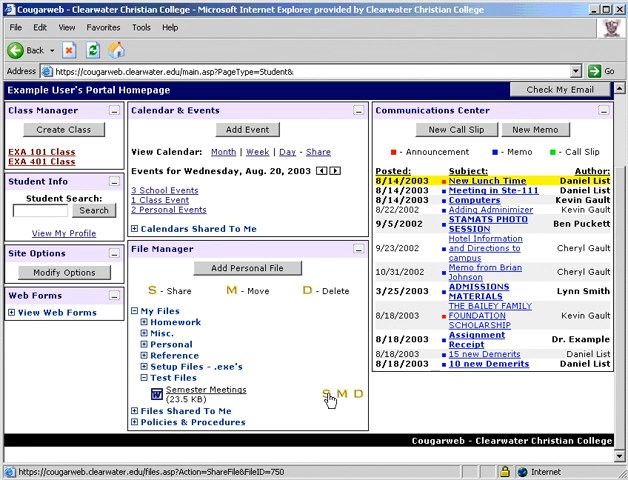 Cougarweb - Clearwater Christian College - Microsoft Internet Explorer provided by Clearwater Christian College
File Edit View Favorites Tools Help
Back
Address https://cougarweb.clearwater.edu/main.asp?PageType=Student& Go
Example User's Portal Homepage
Check My Email
Class Manager
Create Class
EXA 101 Class
EXA 401 Class
Student Info
Student Search:
Search
View My Profile
Site Options
Modify Options
Web Forms
View Web Forms
Calendar & Events
Add Event
View Calendar: Month | Week | Day - Share
Events for Wednesday, Aug. 20, 2003
3 School Events
1 Class Event
2 Personal Events
Calendars Shared To Me
File Manager
Add Personal File
S - Share M - Move D - Delete
My Files
Homework
Misc.
Personal
Reference
Setup Files - .exe's
Test Files
Semester Meetings S M D
(23.5 KB)
Files Shared To Me
Policies & Procedures
Communications Center
New Call Slip New Memo
- Announcement - Memo - Call Slip
Posted: Subject: Author:
8/14/2003 New Lunch Time Daniel List
8/14/2003 Meeting in Ste-111 Daniel List
8/14/2003 Computers Kevin Gault
8/22/2002 Adding Adminimizer Kevin Gault
9/5/2002 STAMATS PHOTO SESSION Ben Puckett
9/23/2002 Hotel Information and Directions to campus Cheryl Gault
10/31/2002 Memo from Brian Johnson Cheryl Gault
3/25/2003 ADMISSIONS MATERIALS Lynn Smith
8/18/2003 THE BAILEY FAMILY FOUNDATION SCHOLARSHIP Kevin Gault
8/18/2003 Assignment Receipt Dr. Example
8/18/2003 15 new Demerits Daniel List
8/18/2003 10 new Demerits Daniel List
Cougarweb - Clearwater Christian College
https://cougarweb.clearwater.edu/files.asp?Action=ShareFile&FileID=750 Internet